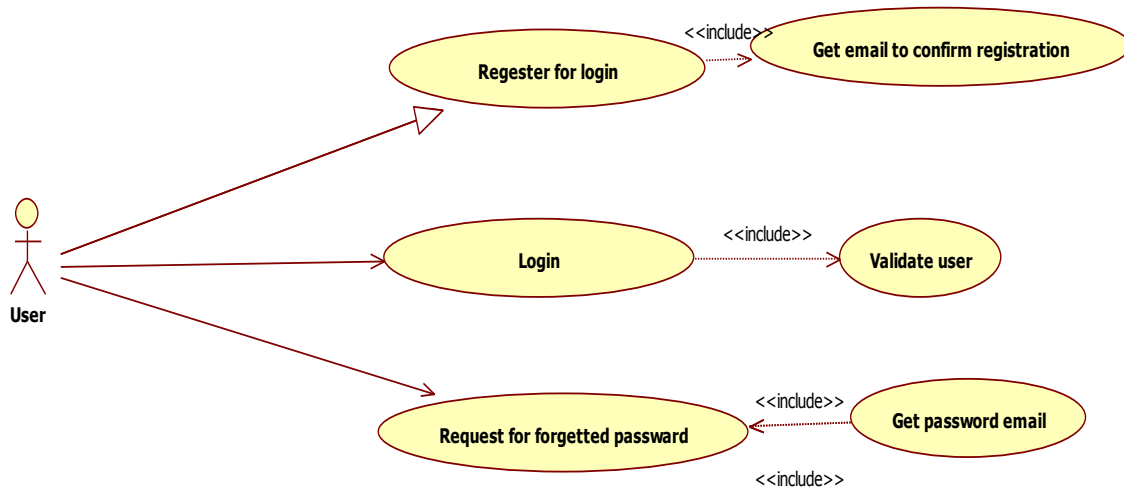 <<include>>
Regester for login
Get email to confirm registration
<<include>>
Login
Validate user
User
<<include>>
Request for forgetted passward
Get password email
<<include>>